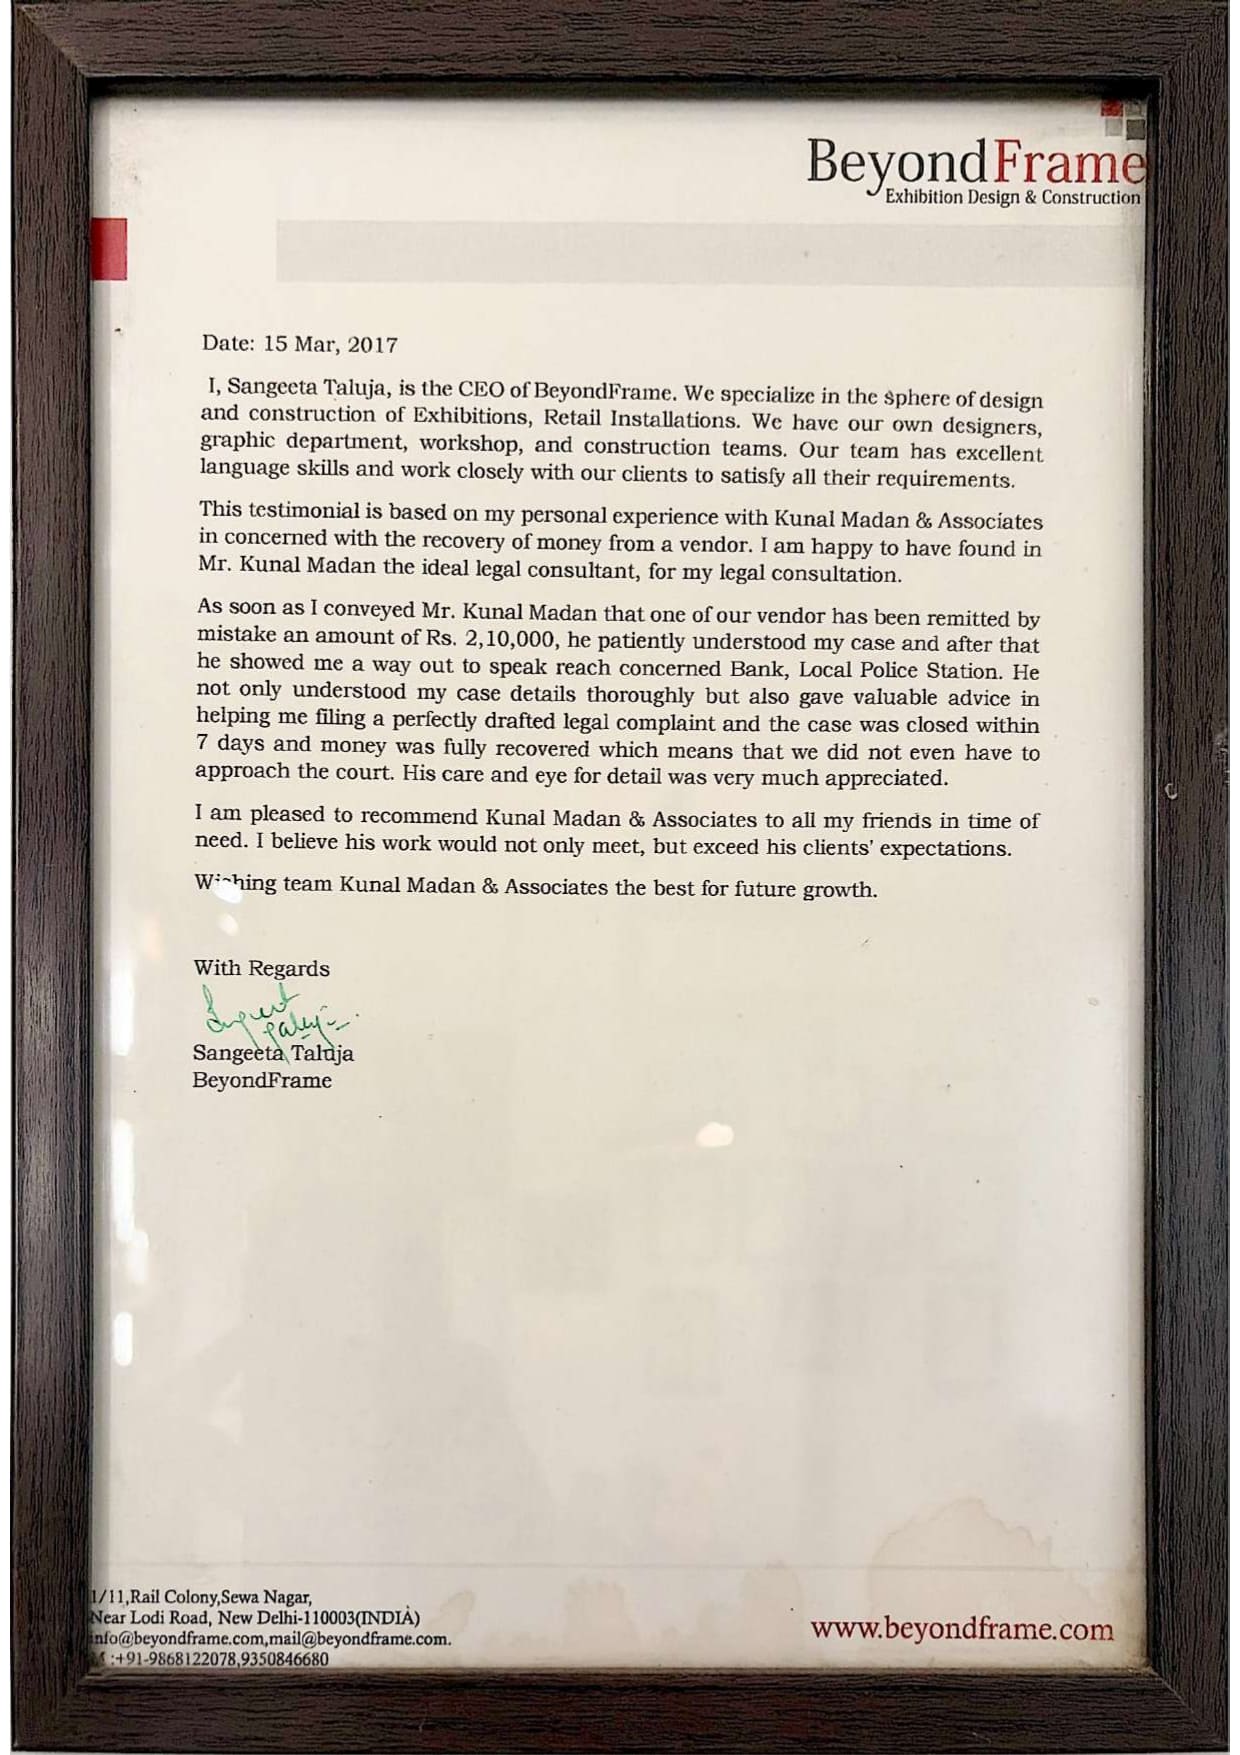 BeyondFrame
Exhibition Design & Construction
Date: 15 Mar, 2017
I, Sangeeta Taluja, is the CEO of BeyondFrame. We specialize in the sphere of design
and construction of Exhibitions, Retail Installations. We have our own designers,
graphic department, workshop, and construction teams. Our team has excellent
language skills and work closely with our clients to satisfy all their requirements.
This testimonial is based on my personal experience with Kunal Madan & Associates
in concerned with the recovery of money from a vendor. I am happy to have found in
Mr. Kunal Madan the ideal legal consultant, for my legal consultation.
As soon as I conveyed Mr. Kunal Madan that one of our vendor has been remitted by
mistake an amount of Rs. 2,10,000, he patiently understood my case and after that
he showed me a way out to speak reach concerned Bank, Local Police Station. He
not only understood my case details thoroughly but also gave valuable advice in
helping me filing a perfectly drafted legal complaint and the case was closed within
7 days and money was fully recovered which means that we did not even have to
approach the court. His care and eye for detail was very much appreciated.
I am pleased to recommend Kunal Madan & Associates to all my friends in time of
need. I believe his work would not only meet, but exceed his clients' expectations.
Wishing team Kunal Madan & Associates the best for future growth.
With Regards
Sangeeta Taluja
BeyondFrame
1/11,Rail Colony,Sewa Nagar,
Near Lodi Road, New Delhi-110003(INDIA)
info@beyondframe.com,mail@beyondframe.com.
M :+91-9868122078,9350846680
www.beyondframe.com